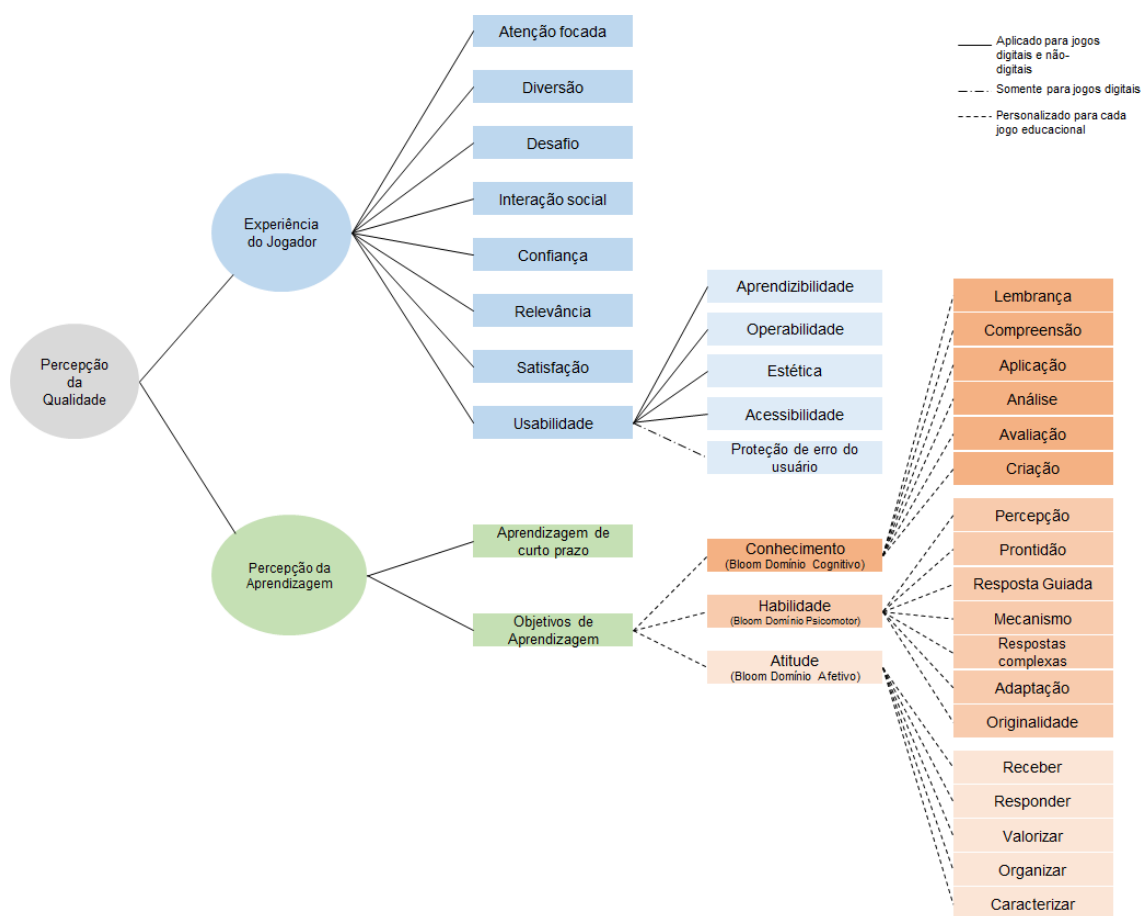 Atenção focada
Diversão
Desafio
Interação social
Confiança
Relevância
Satisfação
Usabilidade
Experiência
do Jogador
Percepção
da
Qualidade
Percepção da
Aprendizagem
Aprendizagem de
curto prazo
Objetivos de
Aprendizagem
Aprendizibilidade
Operabilidade
Estética
Acessibilidade
Proteção de erro do
usuário
Conhecimento
(Bloom Domínio Cognitivo)
Habilidade
(Bloom Domínio Psicomotor)
Atitude
(Bloom Domínio Afetivo)
Lembrança
Compreensão
Aplicação
Análise
Avaliação
Criação
Percepção
Prontidão
Resposta Guiada
Mecanismo
Respostas
complexas
Adaptação
Originalidade
Receber
Responder
Valorizar
Organizar
Caracterizar
Aplicado para jogos
digitais e não-
digitais
Somente para jogos digitais
Personalizado para cada
jogo educacional